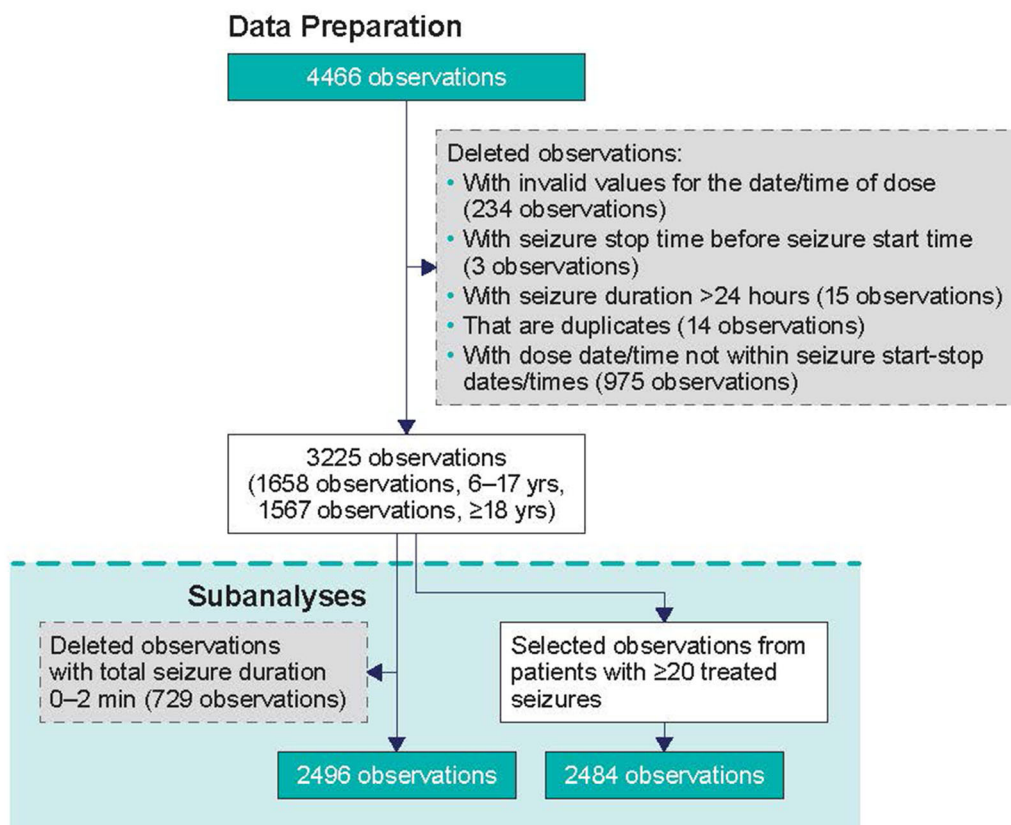 Data Preparation
4466 observations
Deleted observations:
• With invalid values for the date/time of dose
(234 observations)
• With seizure stop time before seizure start time
(3 observations)
• With seizure duration >24 hours (15 observations)
• That are duplicates (14 observations)
• With dose date/time not within seizure start-stop
dates/times (975 observations)
3225 observations
(1658 observations, 6–17 yrs,
1567 observations, ≥18 yrs)
Subanalyses
Deleted observations
with total seizure duration
0–2 min (729 observations)
Selected observations from
patients with ≥20 treated
seizures
2496 observations
2484 observations